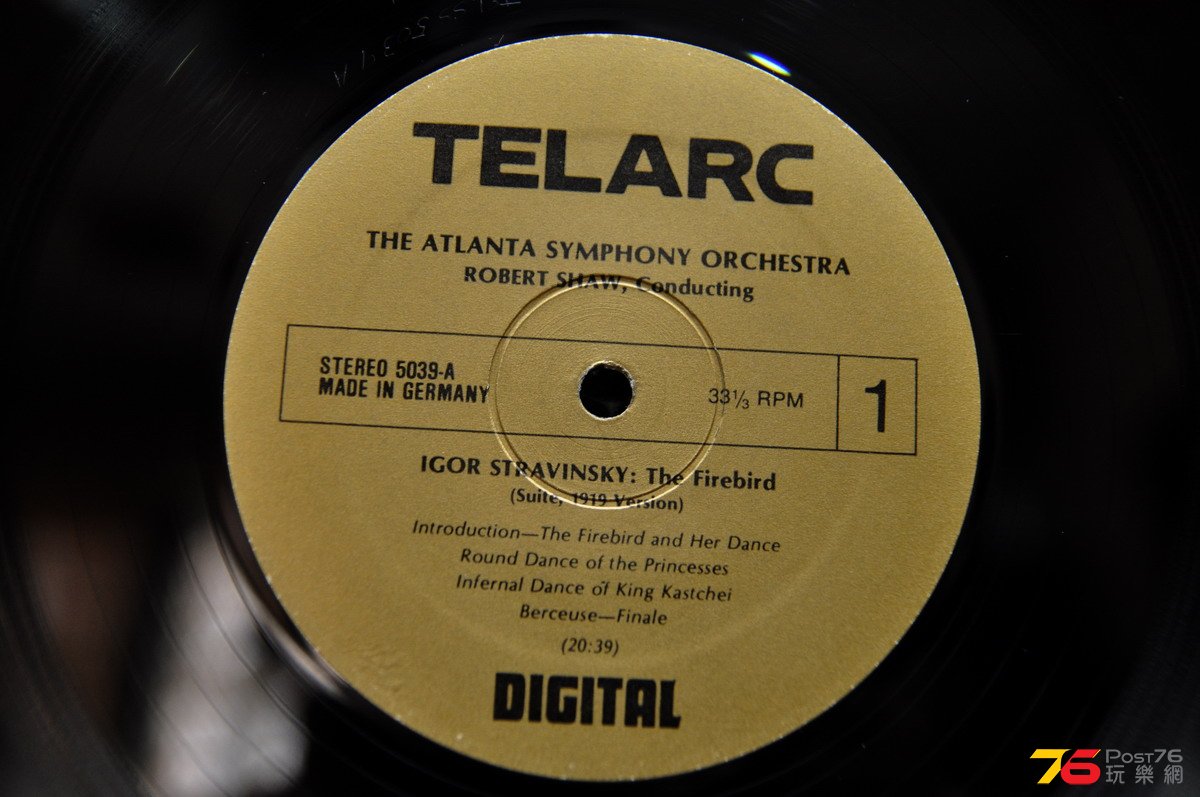 TELARC
THE ATLANTA SYMPHONY ORCHESTRA
ROBERT SHAW, Conducting
STEREO 5039-A
MADE IN GERMANY
33⅓ RPM
1
IGOR STRAVINSKY: The Firebird
(Suite, 1919 Version)
Introduction—The Firebird and Her Dance
Round Dance of the Princesses
Infernal Dance of King Kastchei
Berceuse—Finale
(20:39)
DIGITAL
76 POST76
玩樂網